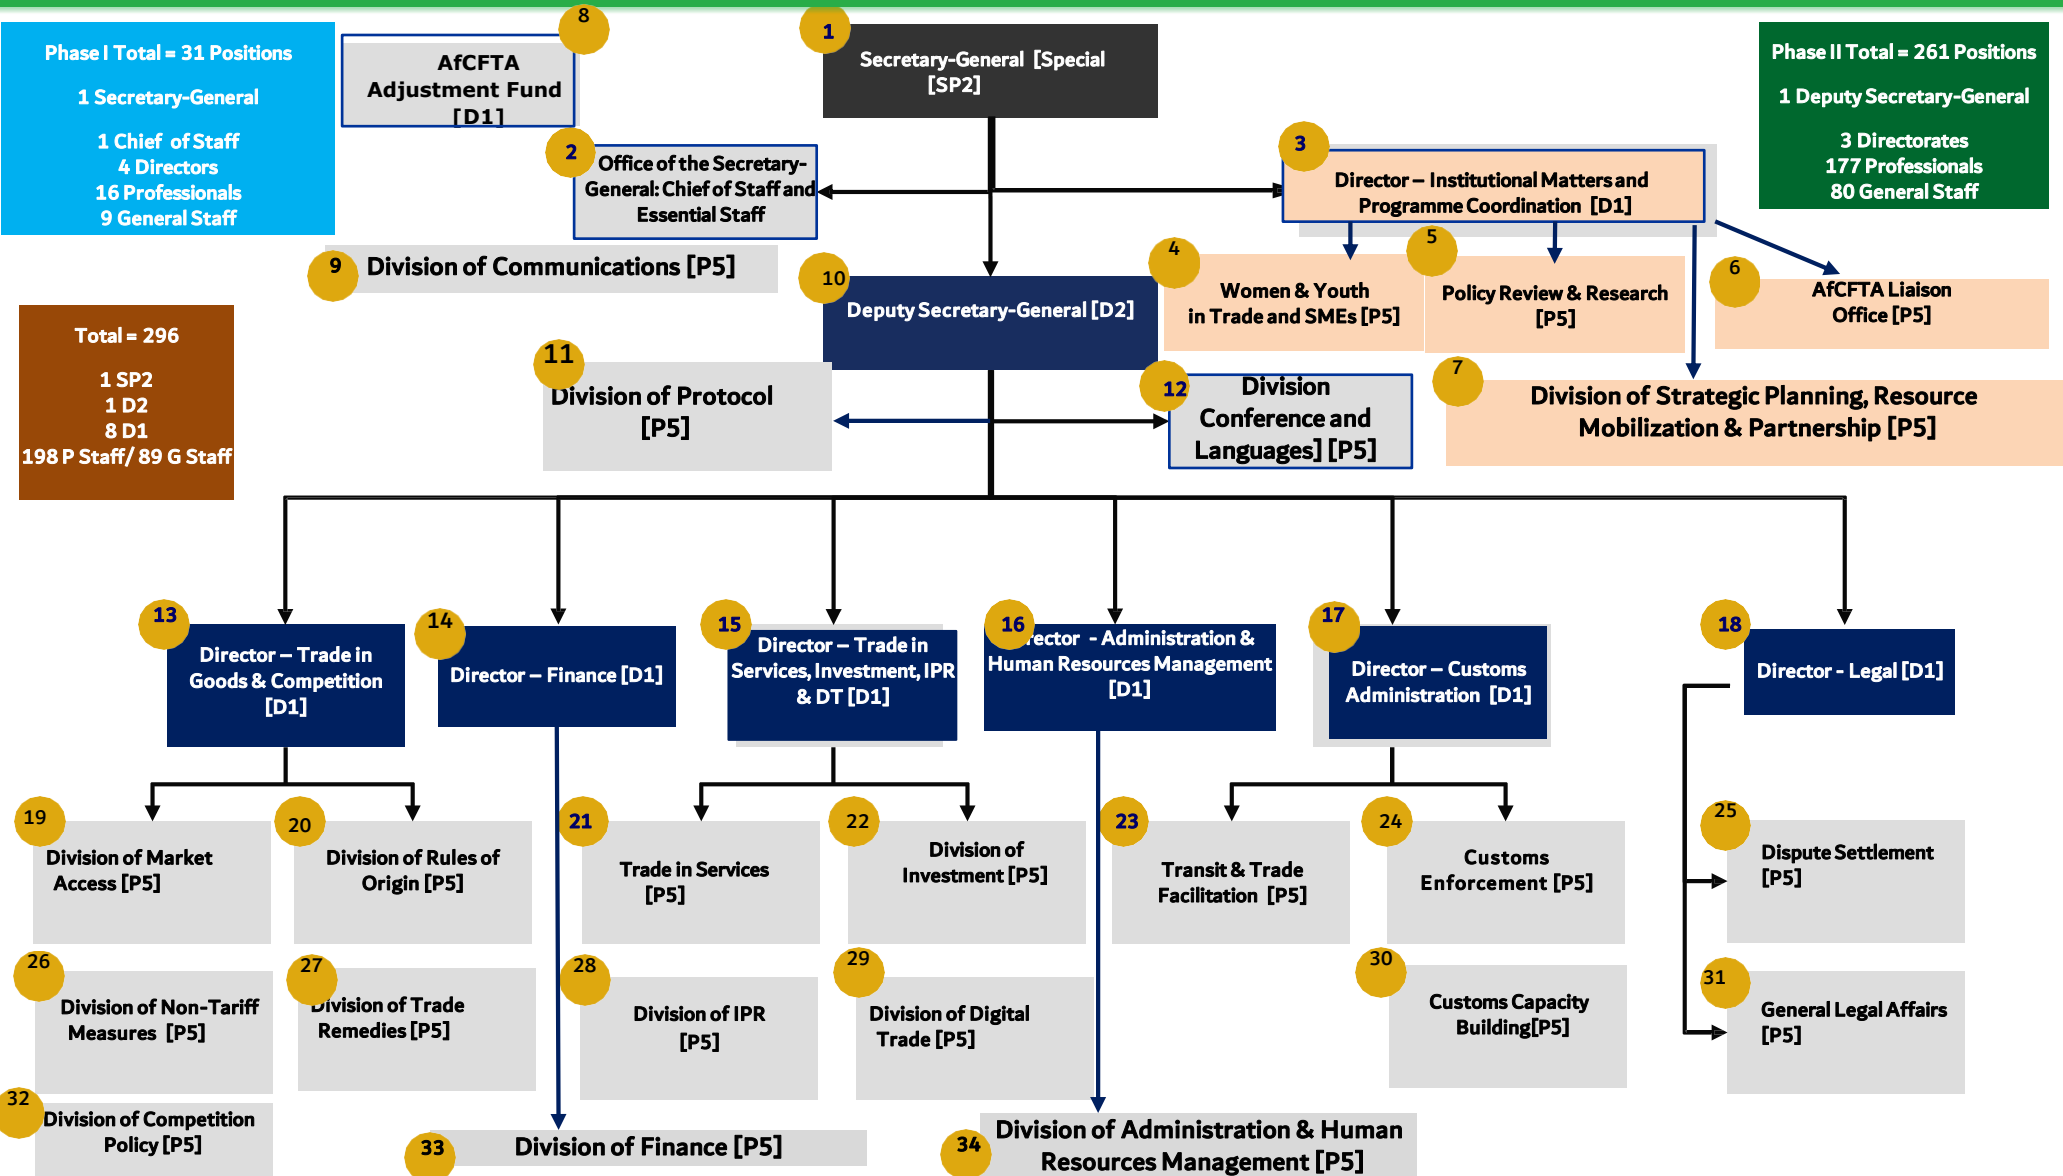 Phase I Total = 31 Positions
1 Secretary-General
1 Chief of Staff
4 Directors
16 Professionals
9 General Staff
8
AfCFTA
Adjustment Fund
[D1]
1
Secretary-General [Special
[SP2]
Phase II Total = 261 Positions
1 Deputy Secretary-General
3 Directorates
177 Professionals
80 General Staff
2
Office of the Secretary-
General: Chief of Staff and
Essential Staff
3
Director – Institutional Matters and
Programme Coordination [D1]
9
Division of Communications [P5]
10
Deputy Secretary-General [D2]
4
Women & Youth
in Trade and SMEs [P5]
5
Policy Review & Research
[P5]
6
AfCFTA Liaison
Office [P5]
Total = 296
1 SP2
1 D2
8 D1
198 P Staff/ 89 G Staff
11
Division of Protocol
[P5]
12
Division
Conference and
Languages] [P5]
7
Division of Strategic Planning, Resource
Mobilization & Partnership [P5]
13
Director – Trade in
Goods & Competition
[D1]
14
Director – Finance [D1]
15
Director – Trade in
Services, Investment, IPR
& DT [D1]
16
rector - Administration &
Human Resources Management
[D1]
17
Director – Customs
Administration [D1]
18
Director - Legal [D1]
19
Division of Market
Access [P5]
20
Division of Rules of
Origin [P5]
21
Trade in Services
[P5]
22
Division of
Investment [P5]
23
Transit & Trade
Facilitation [P5]
24
Customs
Enforcement [P5]
25
Dispute Settlement
[P5]
26
Division of Non-Tariff
Measures [P5]
27
Division of Trade
Remedies [P5]
28
Division of IPR
[P5]
29
Division of Digital
Trade [P5]
30
Customs Capacity
Building[P5]
31
General Legal Affairs
[P5]
32
Division of Competition
Policy [P5]
33
Division of Finance [P5]
34
Division of Administration & Human
Resources Management [P5]